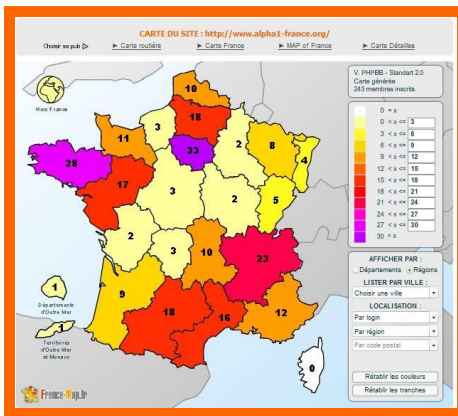 CARTE DU SITE : http://www.alpha1-france.org/
Choisir sa pub ▷ ► Carte routière ► Carte France ► MAP of France ► Carte Détaillée
V. PHPBB - Standart 2.0
Carte générée
243 membres inscrits.
Hors France
10
3
18
11
2
8
33
4
28
17
3
2
5
2
3
10
23
9
18
16
12
0
1
Départements
d'Outre Mer
1
Territoires
d'Outre Mer
et Monaco
0 = x
0 < x <= 3
3 < x <= 6
6 < x <= 9
9 < x <= 12
12 < x <= 15
15 < x <= 18
18 < x <= 21
21 < x <= 24
24 < x <= 27
27 < x <= 30
30 < x
AFFICHER PAR :
Départements Régions
LISTER PAR VILLE :
Choisir une ville
LOCALISATION :
Par login
Par région
Par code postal
Rétablir les couleurs
Rétablir les tranches
France-Map.fr